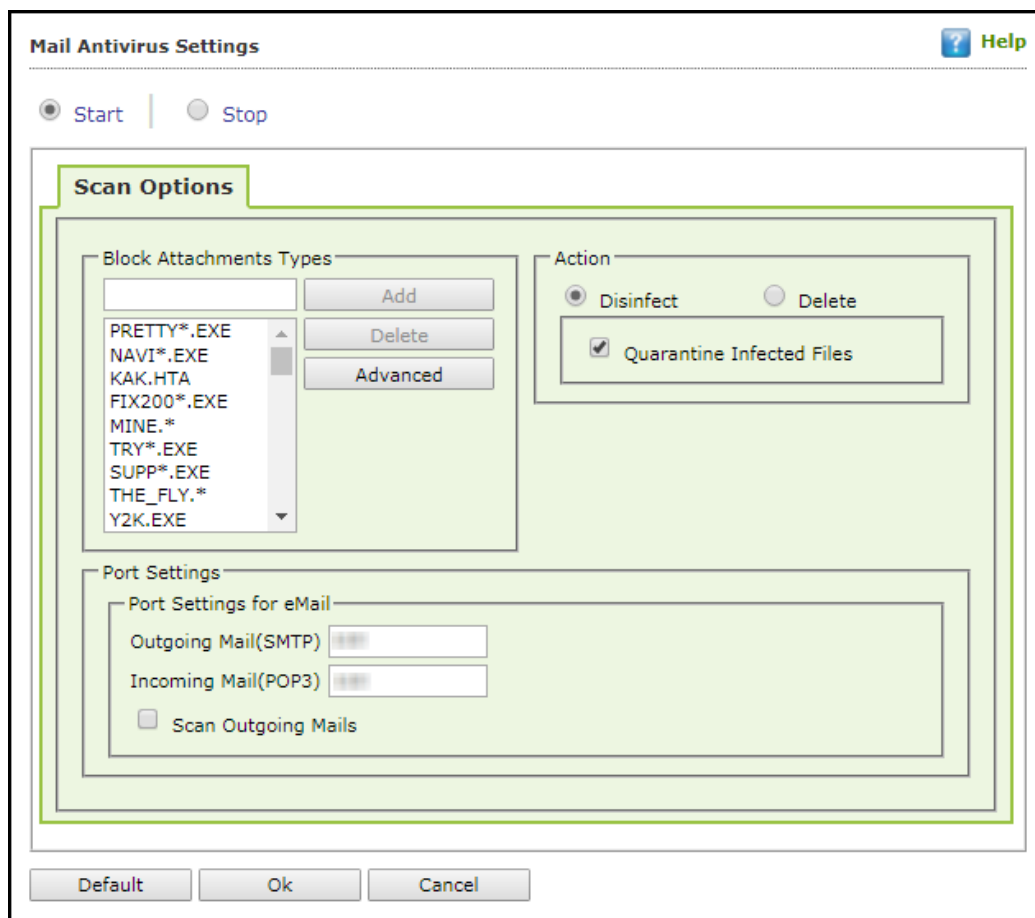 Mail Antivirus Settings
? Help
Start Stop
Scan Options
Block Attachments Types
Add
PRETTY*.EXE
NAVI*.EXE
KAK.HTA
FIX200*.EXE
MINE.*
TRY*.EXE
SUPP*.EXE
THE_FLY.*
Y2K.EXE
Delete
Advanced
Action
Disinfect Delete
Quarantine Infected Files
Port Settings
Port Settings for eMail
Outgoing Mail(SMTP)
Incoming Mail(POP3)
Scan Outgoing Mails
Default Ok Cancel